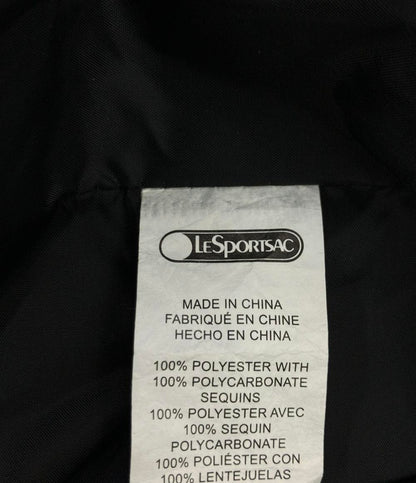 LESPORTSAC
MADE IN CHINA
FABRIQUÉ EN CHINE
HECHO EN CHINA
100% POLYESTER WITH
100% POLYCARBONATE
SEQUINS
100% POLYESTER AVEC
100% SEQUIN
POLYCARBONATE
100% POLIÉSTER CON
100% LENTEJUELAS